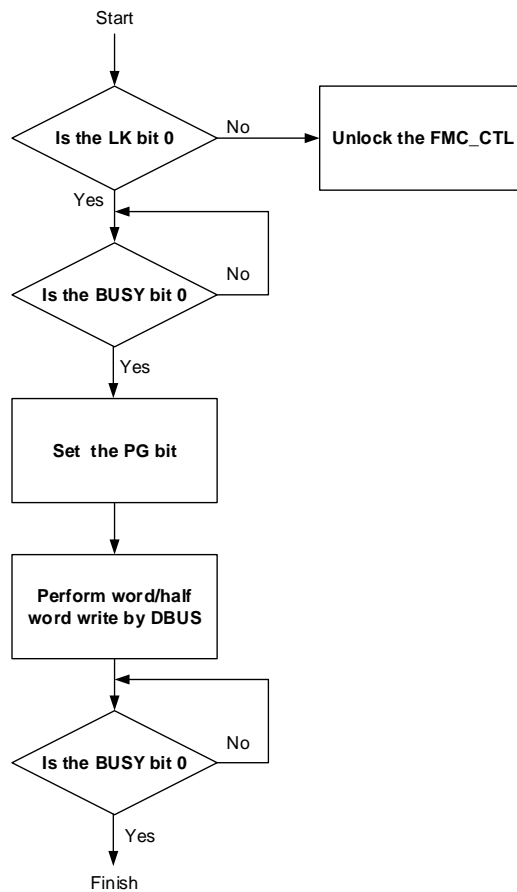 Start
Is the LK bit 0
No
Unlock the FMC_CTL
Yes
Is the BUSY bit 0
No
Yes
Set the PG bit
Perform word/half
word write by DBUS
Is the BUSY bit 0
No
Yes
Finish